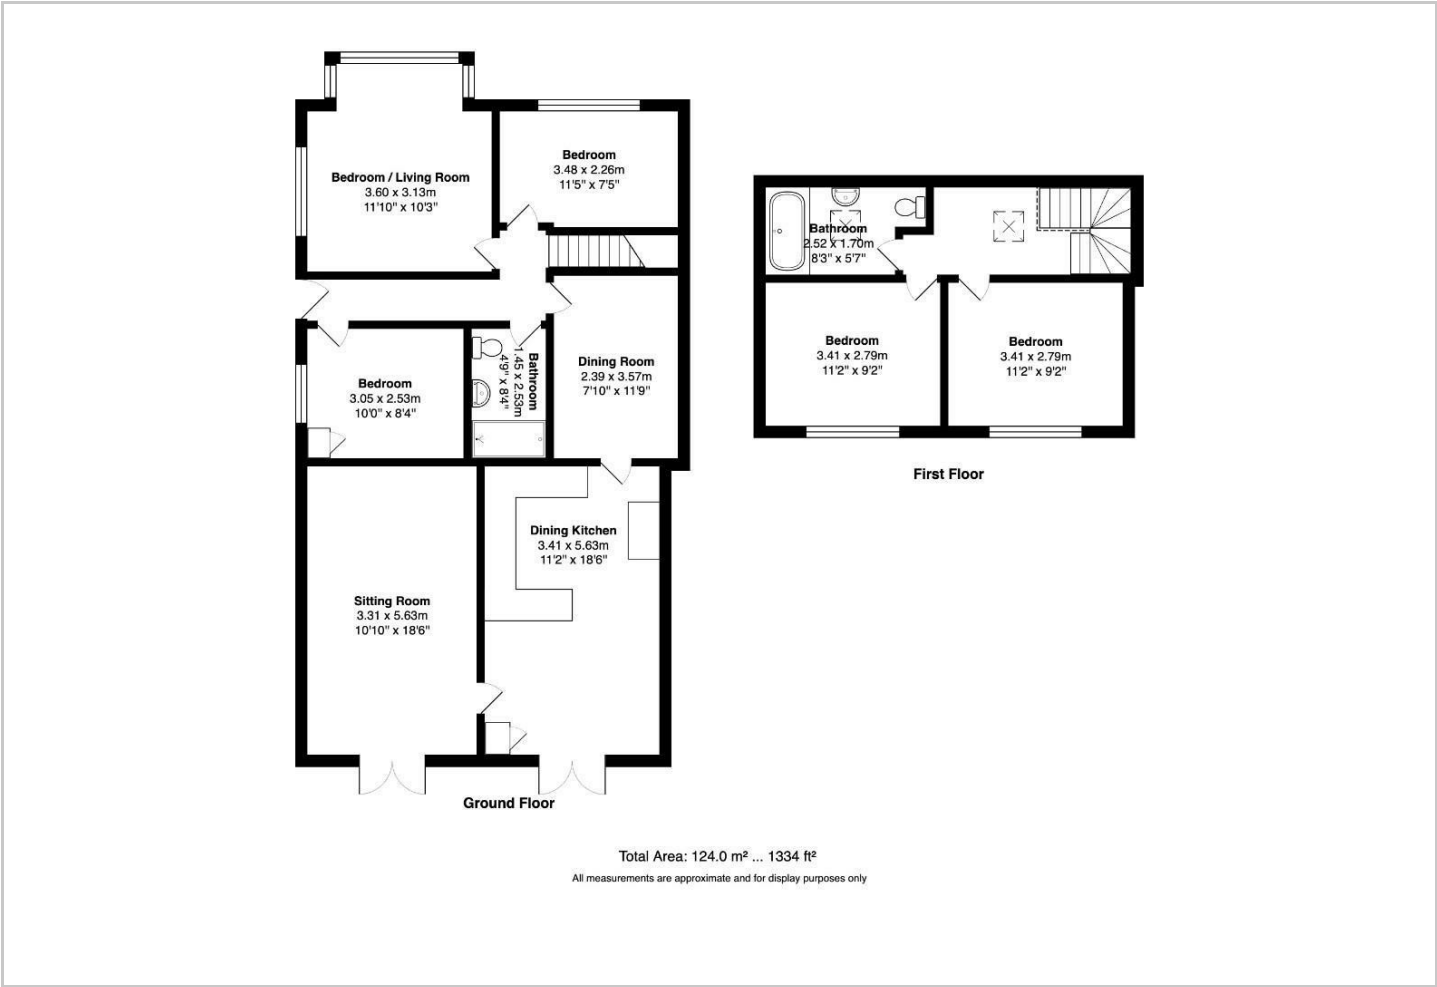 Bedroom / Living Room
3.60 x 3.13m
11'10" x 10'3"
Bedroom
3.48 x 2.26m
11'5" x 7'5"
Bedroom
3.05 x 2.53m
10'0" x 8'4"
Bathroom
1.45 x 2.53m
4'9" x 8'4"
Dining Room
2.39 x 3.57m
7'10" x 11'9"
Sitting Room
3.31 x 5.63m
10'10" x 18'6"
Dining Kitchen
3.41 x 5.63m
11'2" x 18'6"
Ground Floor
Bathroom
2.52 x 1.70m
8'3" x 5'7"
Bedroom
3.41 x 2.79m
11'2" x 9'2"
Bedroom
3.41 x 2.79m
11'2" x 9'2"
First Floor
Total Area: 124.0 m² ... 1334 ft²
All measurements are approximate and for display purposes only